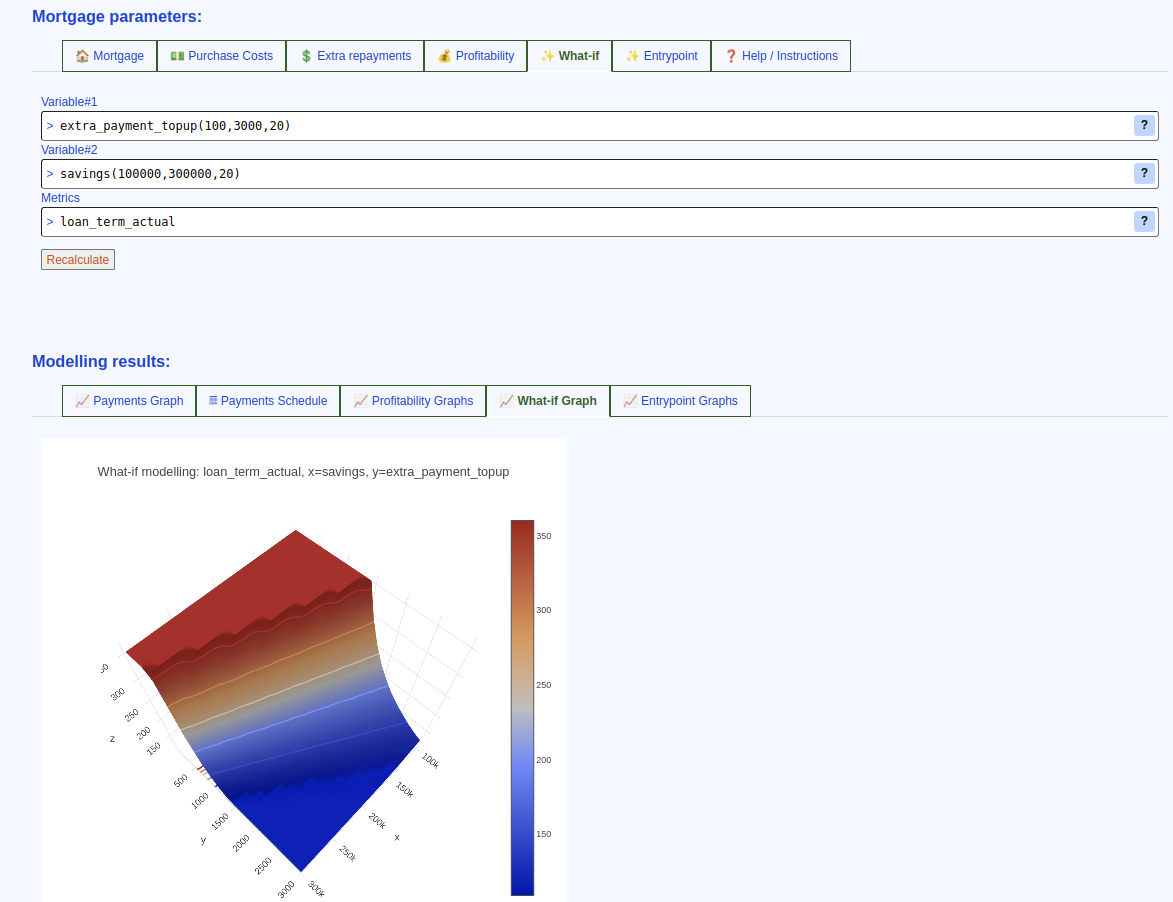 Mortgage parameters:
🏠 Mortgage 💵 Purchase Costs 💲 Extra repayments 💰 Profitability ✨ What-if ✨ Entrypoint ❓ Help / Instructions
Variable#1
> extra_payment_topup(100,3000,20) ?
Variable#2
> savings(100000,300000,20) ?
Metrics
> loan_term_actual ?
Recalculate
Modelling results:
📈 Payments Graph Payments Schedule 📈 Profitability Graphs 📈 What-if Graph 📈 Entrypoint Graphs
What-if modelling: loan_term_actual, x=savings, y=extra_payment_topup
350
300
250
200
150
300
250
200
150
z
500
1000
1500
2000
2500
3000
y
100k
150k
200k
250k
300k
x